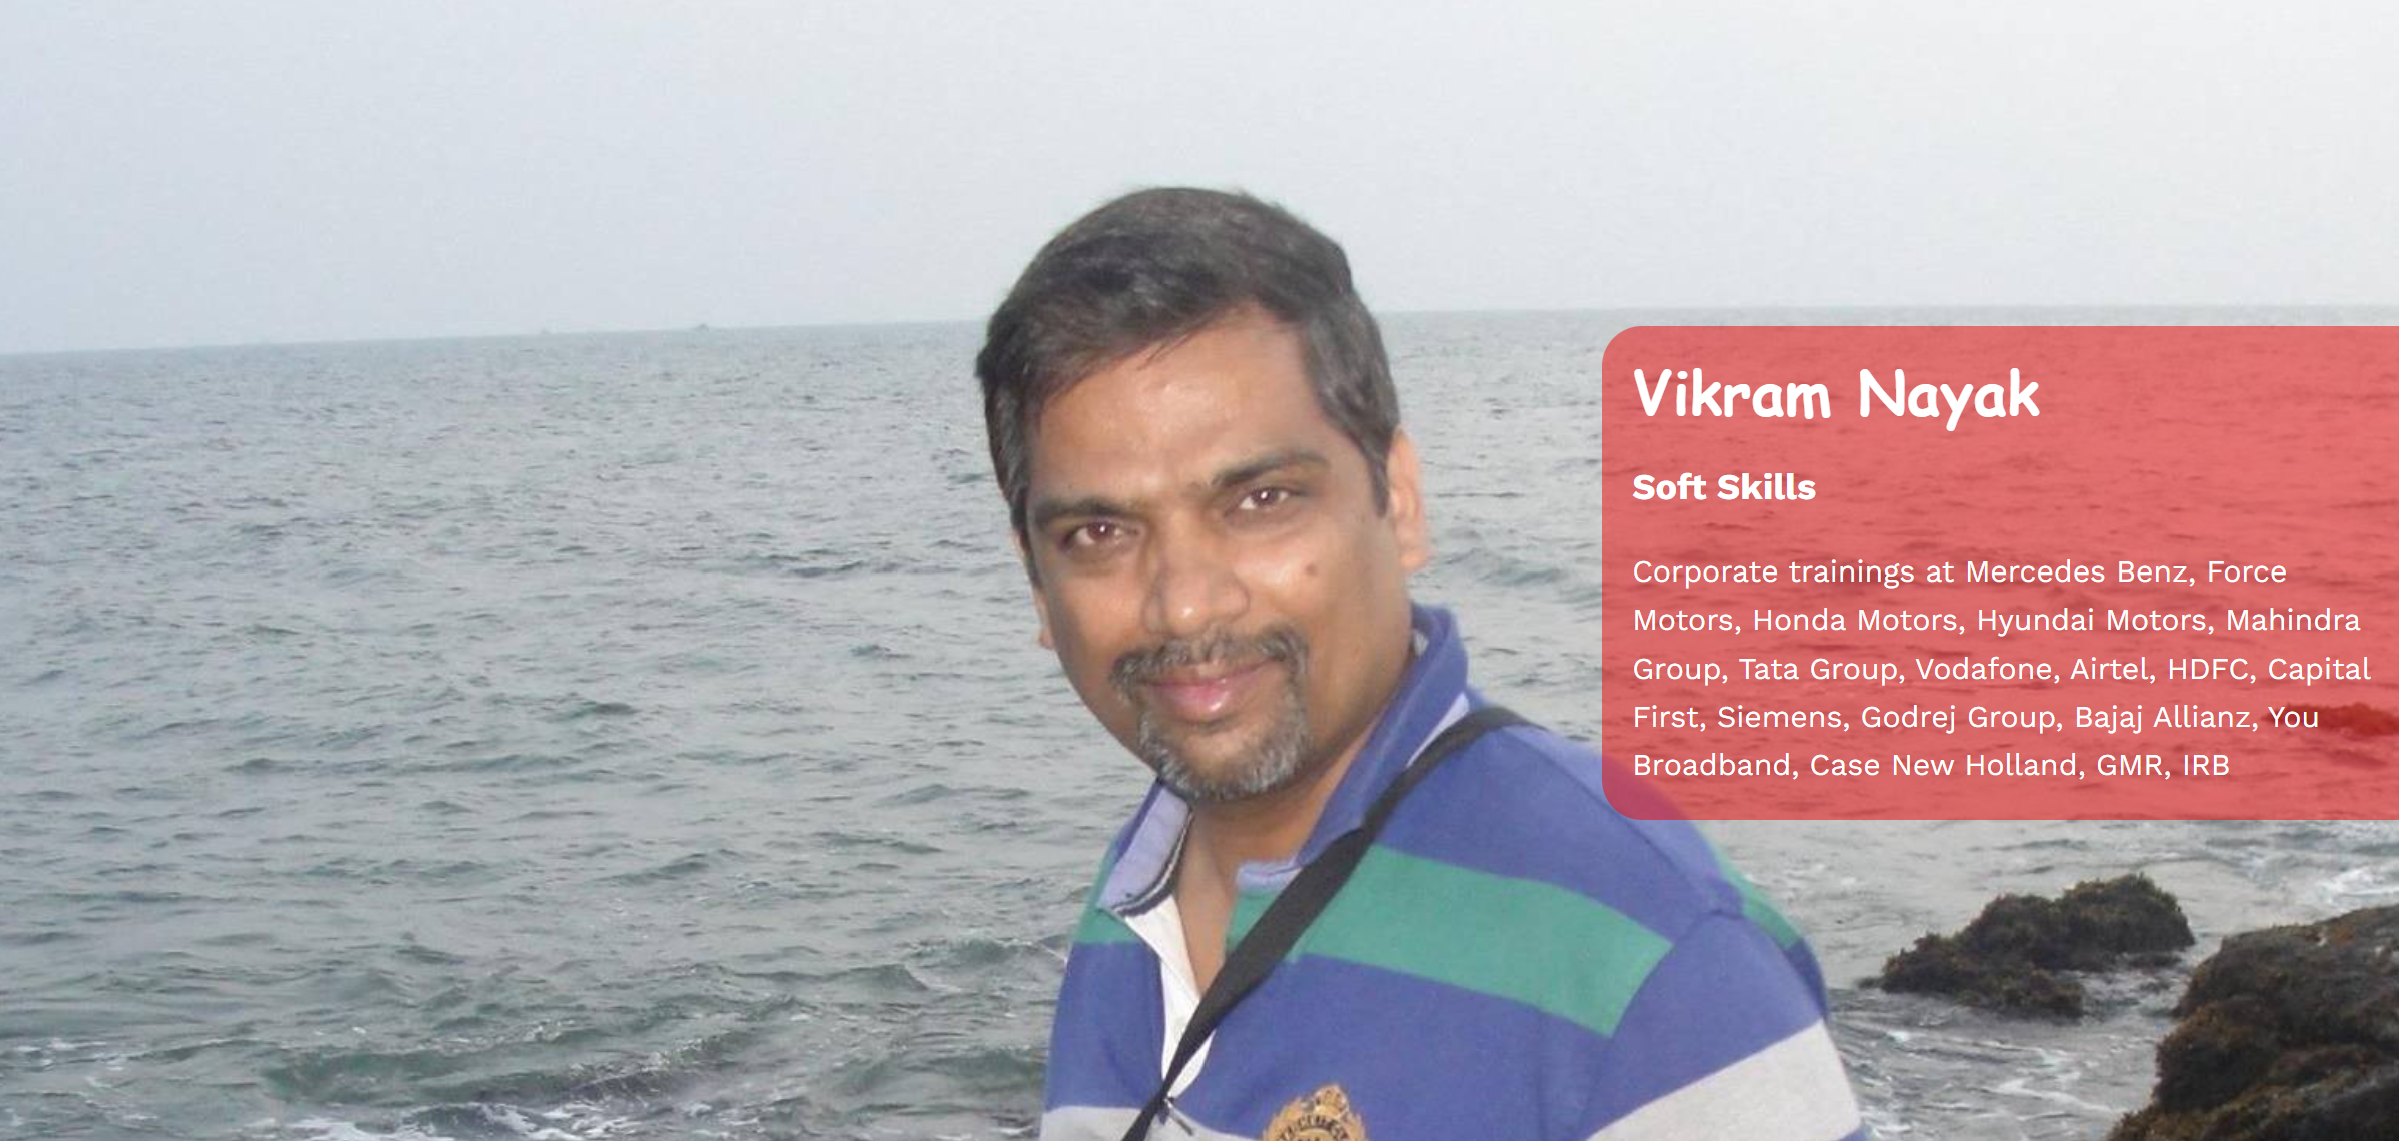 Vikram Nayak
Soft Skills
Corporate trainings at Mercedes Benz, Force
Motors, Honda Motors, Hyundai Motors, Mahindra
Group, Tata Group, Vodafone, Airtel, HDFC, Capital
First, Siemens, Godrej Group, Bajaj Allianz, You
Broadband, Case New Holland, GMR, IRB